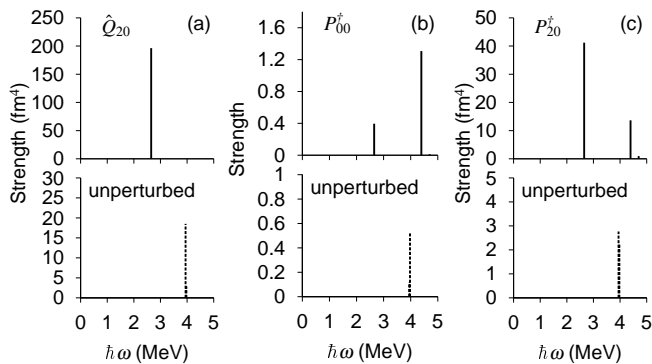 250
200
150
100
50
0
Strength (fm⁴)
Q̂₂₀
(a)
30
25
20
15
10
5
0
unperturbed
0 1 2 3 4 5
ħω (MeV)
1.6
1.2
0.8
0.4
0
Strength
P†₀₀
(b)
1
0.8
0.6
0.4
0.2
0
unperturbed
0 1 2 3 4 5
ħω (MeV)
50
40
30
20
10
0
Strength (fm⁴)
P†₂₀
(c)
5
4
3
2
1
0
unperturbed
0 1 2 3 4 5
ħω (MeV)